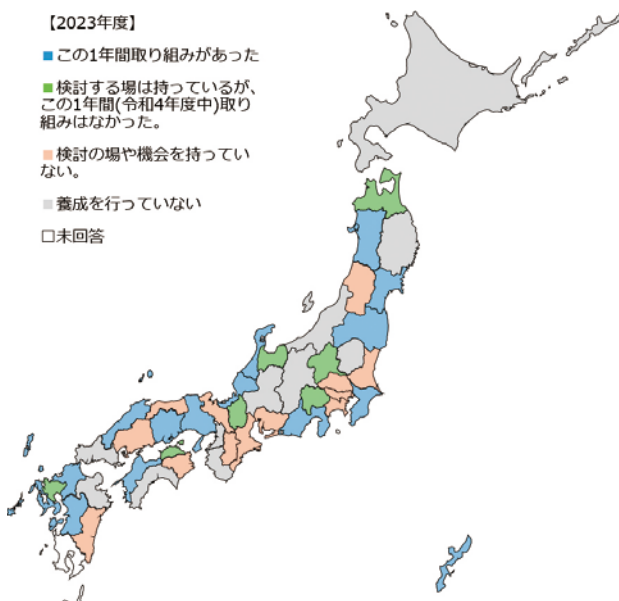 【2023年度】
■この1年間取り組みがあった
■検討する場は持っているが、
この1年間(令和4年度中)取り
組みはなかった。
■検討の場や機会を持ってい
ない。
■養成を行っていない
□未回答